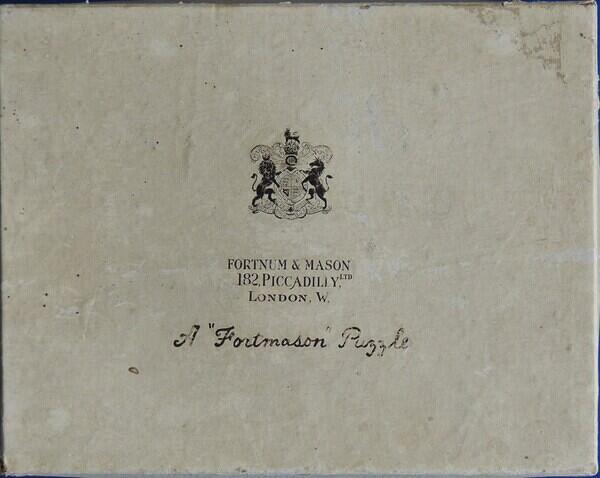 FORTNUM & MASON
182, PICCADILLY, LTD
LONDON, W.
A "Fortmason" Puzzle